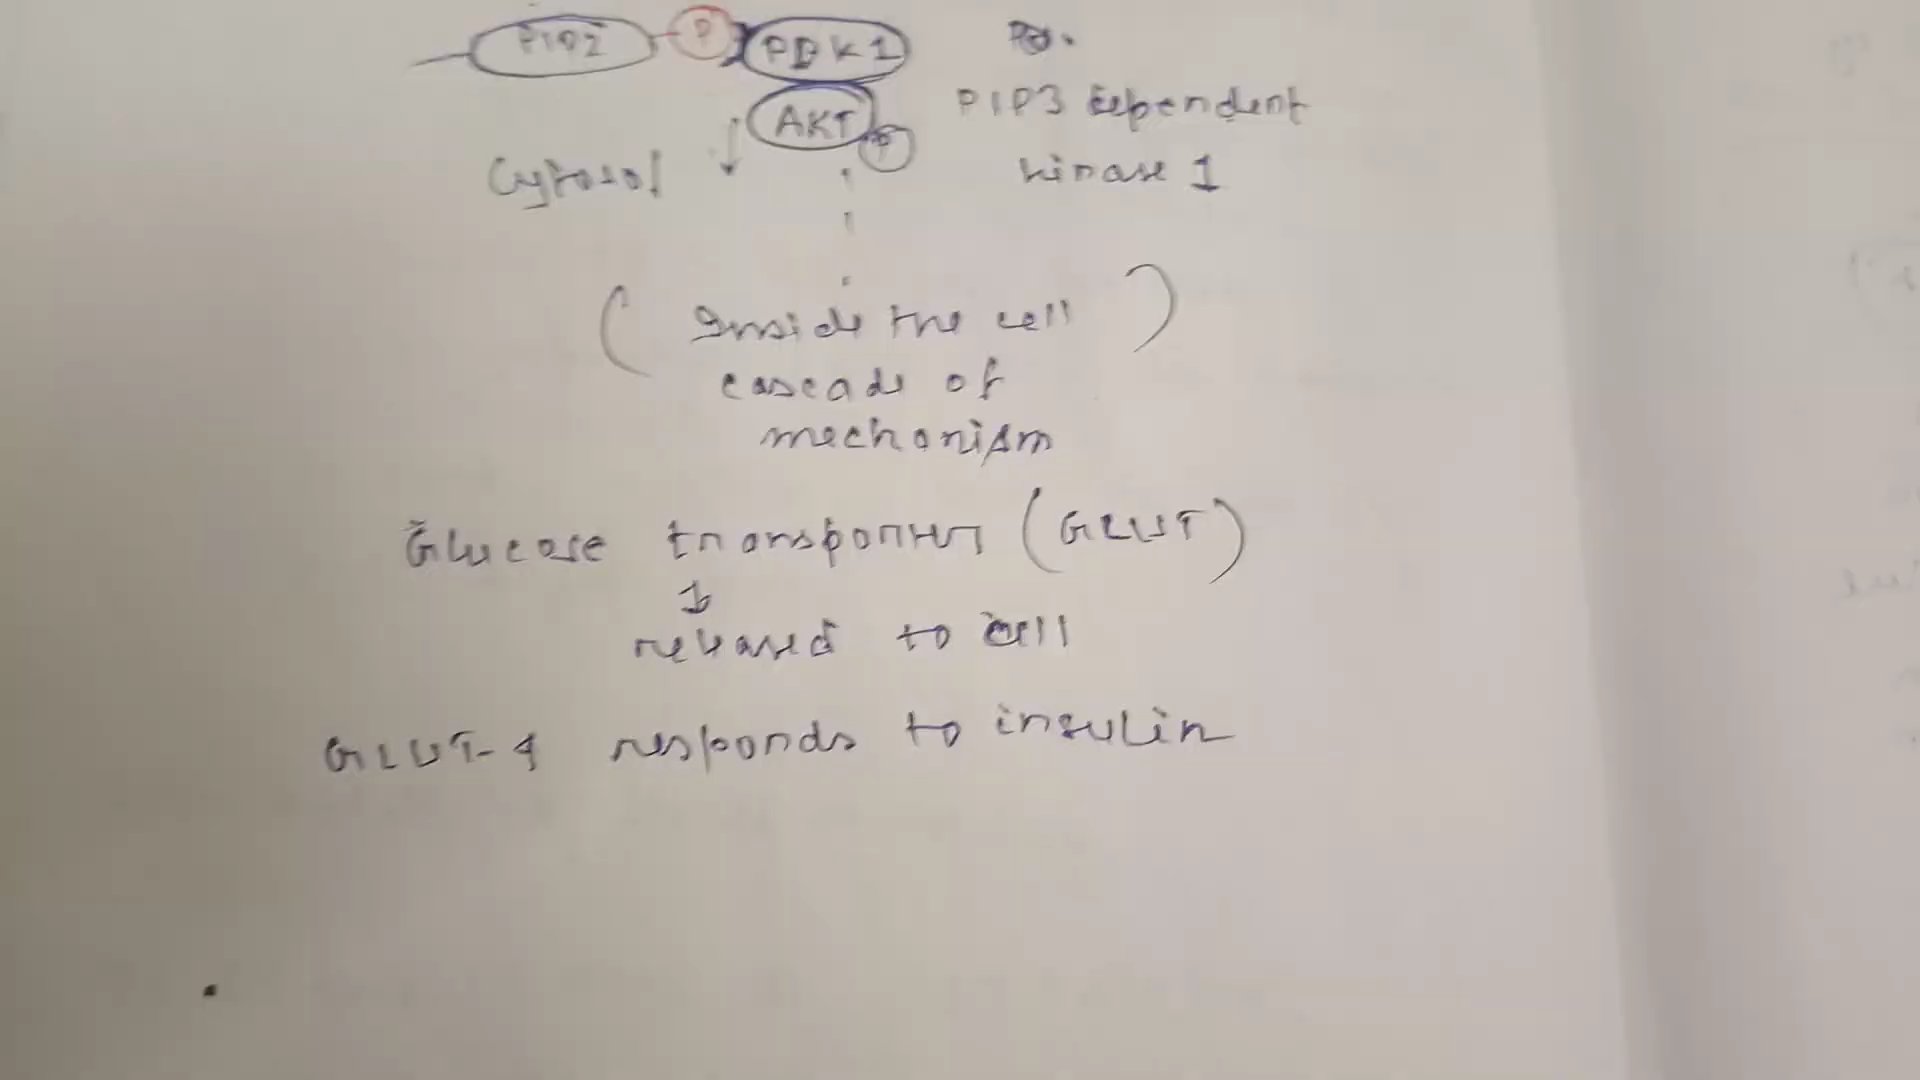 PIP2 P PDK1
AKT P
PIP3 dependent
Cytosol
kinase 1
( Inside the cell )
cascade of
mechanism
Glucose transporter (GLUT)
released to cell
GLUT-4 responds to insulin